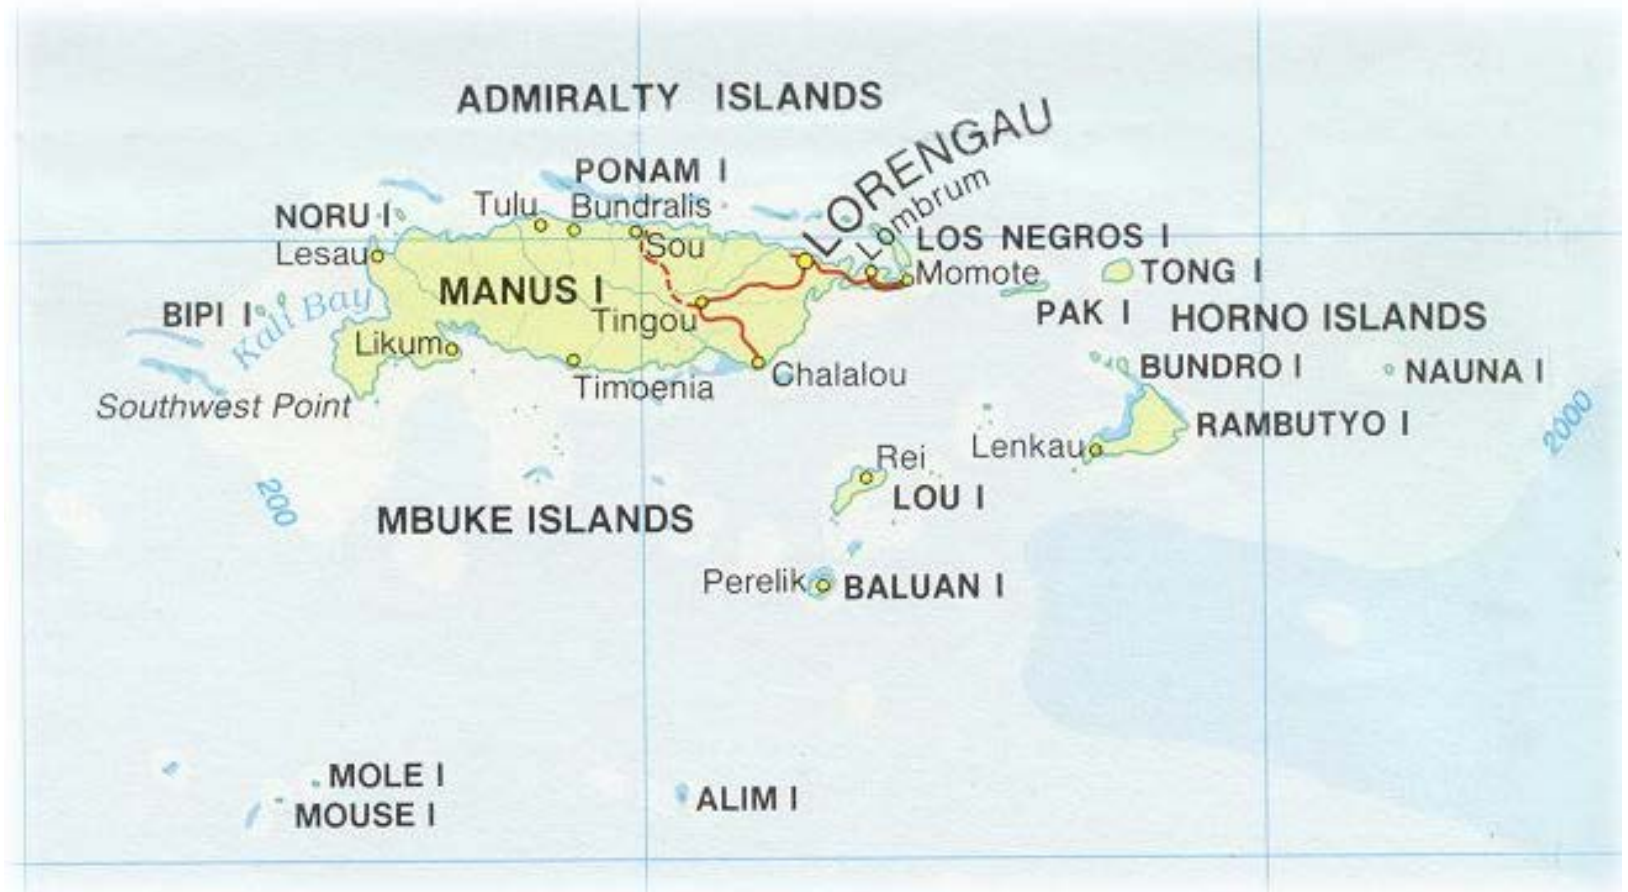 ADMIRALTY ISLANDS
LORENGAU
PONAM I
Lombrum
NORU I
Tulu
Bundralis
Sou
LOS NEGROS I
Lesau
Momote
TONG I
MANUS I
Kali Bay
BIPI I
Tingou
PAK I
HORNO ISLANDS
Likum
Timoenia
Chalalou
BUNDRO I
NAUNA I
Southwest Point
RAMBUTYO I
2000
Lenkau
Rei
LOU I
200
MBUKE ISLANDS
Perelik
BALUAN I
MOLE I
MOUSE I
ALIM I